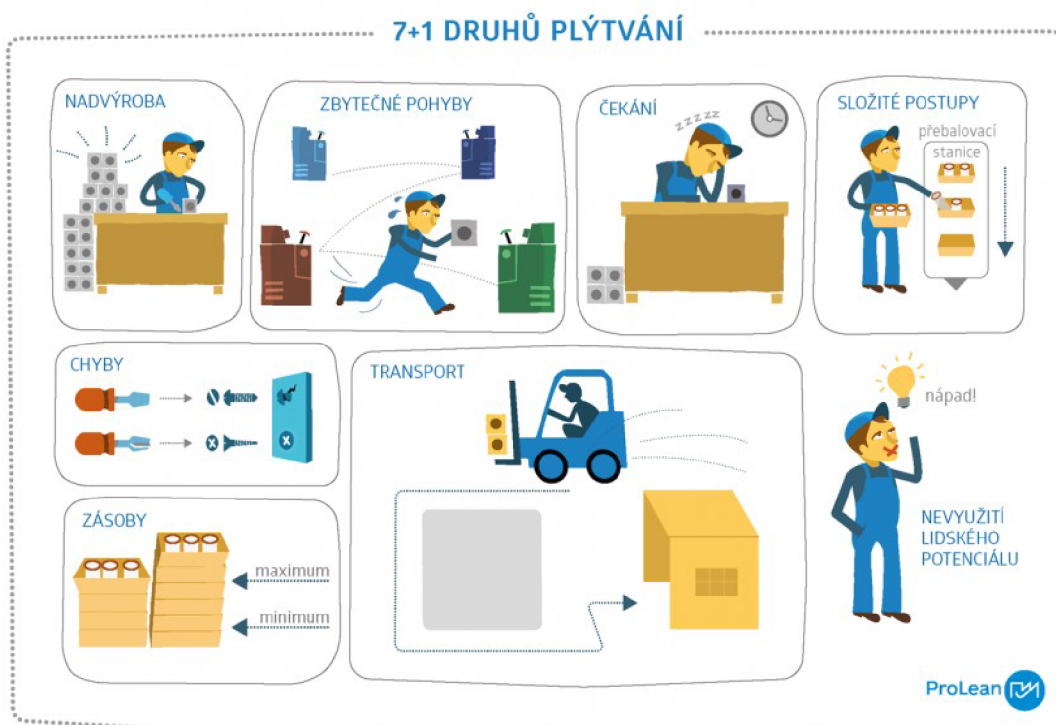 7+1 DRUHŮ PLÝTVÁNÍ
NADVÝROBA
ZBYTEČNÉ POHYBY
ČEKÁNÍ
zzzzz
SLOŽITÉ POSTUPY
přebalovací
stanice
CHYBY
TRANSPORT
nápad!
NEVYUŽITÍ
LIDSKÉHO
POTENCIÁLU
ZÁSOBY
maximum
minimum
ProLean